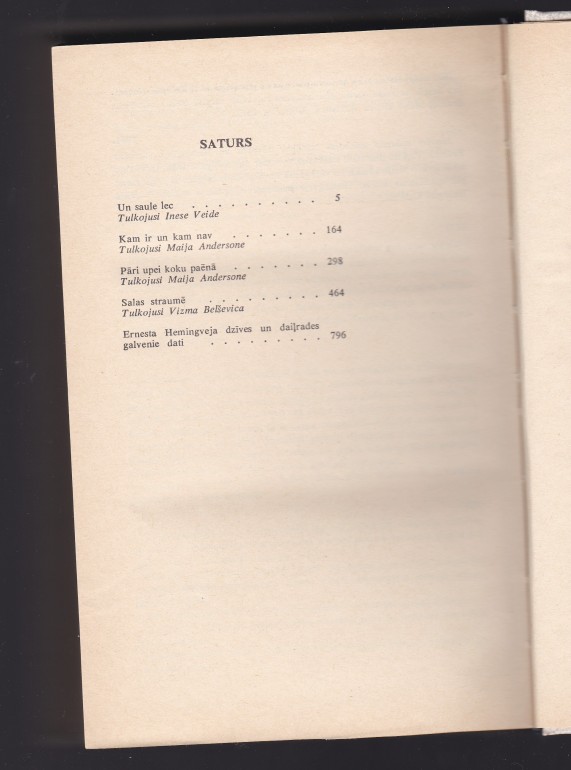 SATURS
Un saule lec . . . . . . . . . . 5
Tulkojusi Inese Veide
Kam ir un kam nav . . . . . . . 164
Tulkojusi Maija Andersone
Pāri upei koku paēnā . . . . . . . 298
Tulkojusi Maija Andersone
Salas straumē . . . . . . . . . 464
Tulkojusi Vizma Belševica
Ernesta Hemingveja dzīves un daiļrades
galvenie dati . . . . . . . . . 796